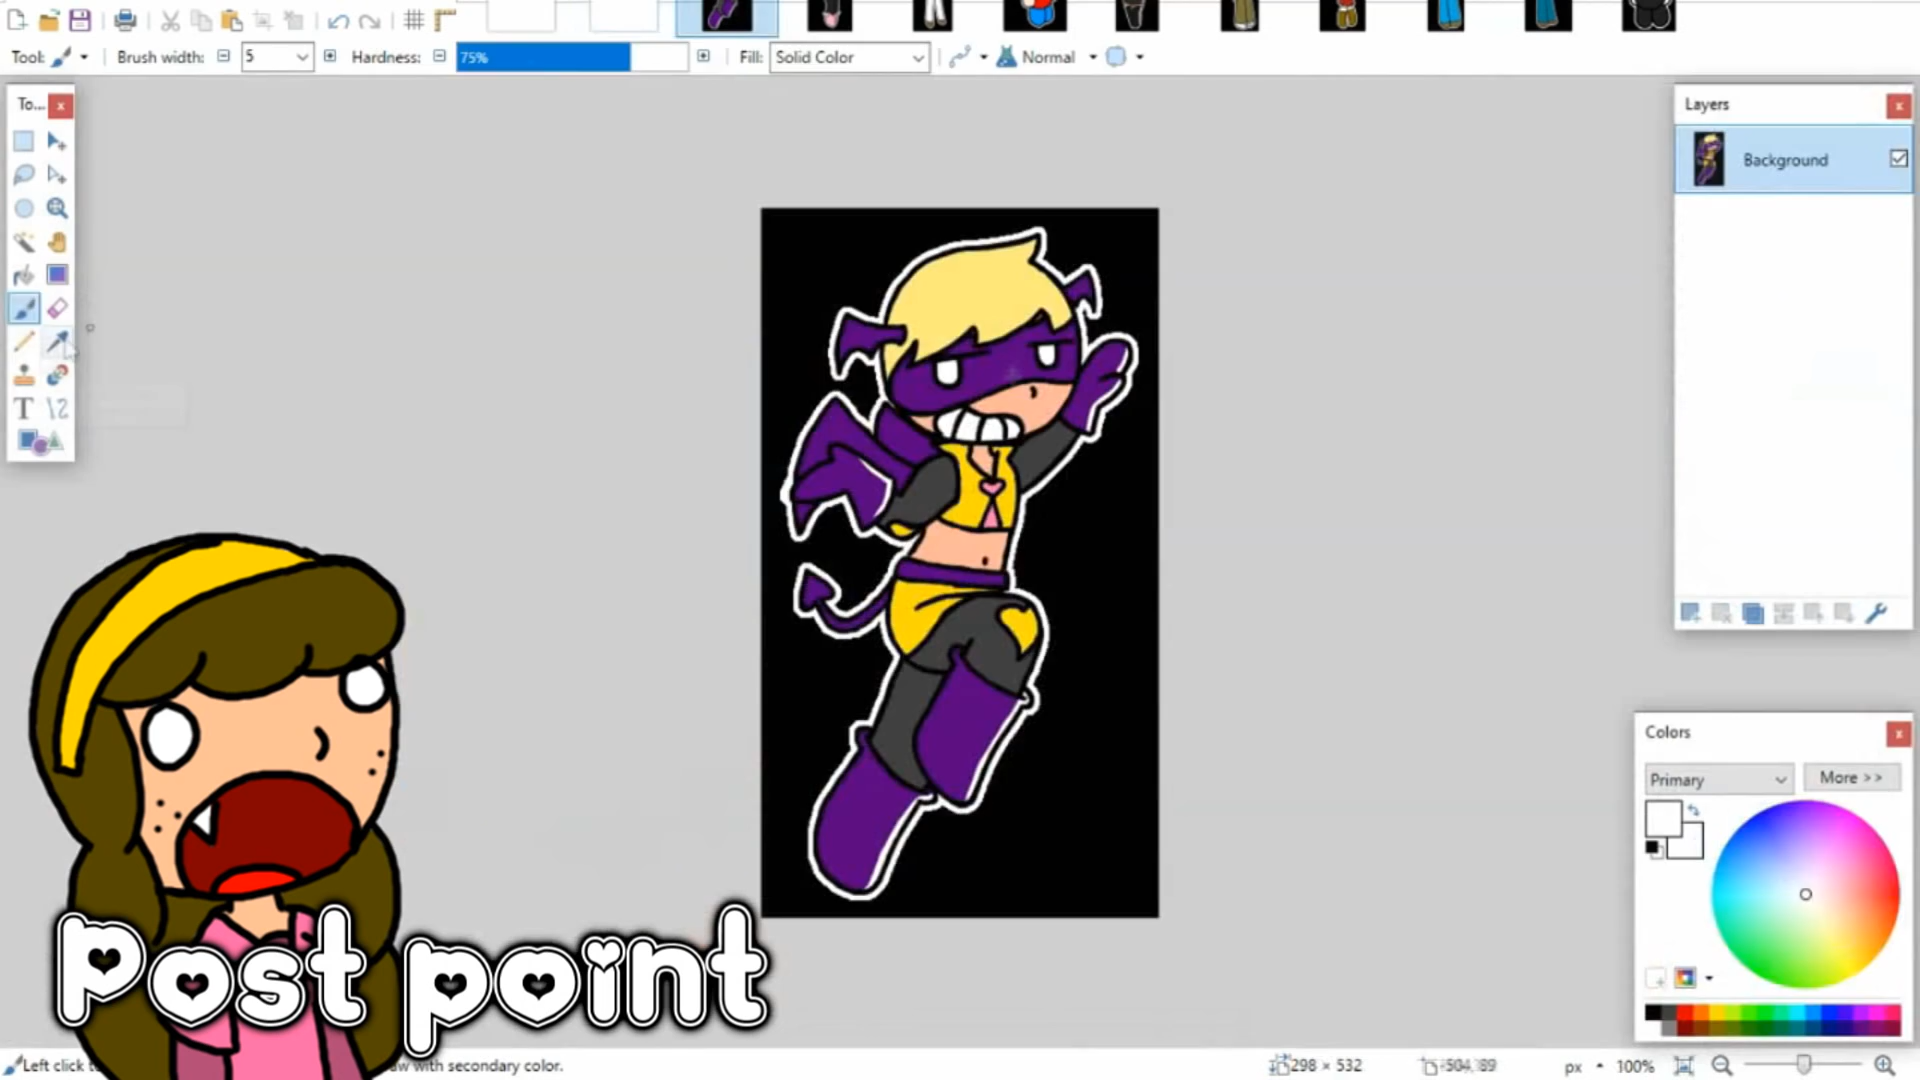 Tool:
Brush width:
5
Hardness:
75%
Fill:
Solid Color
Normal
To...
Layers
Background
Colors
Primary
More >>
Post point
Left click t
aw with secondary color.
298 × 532
px
100%